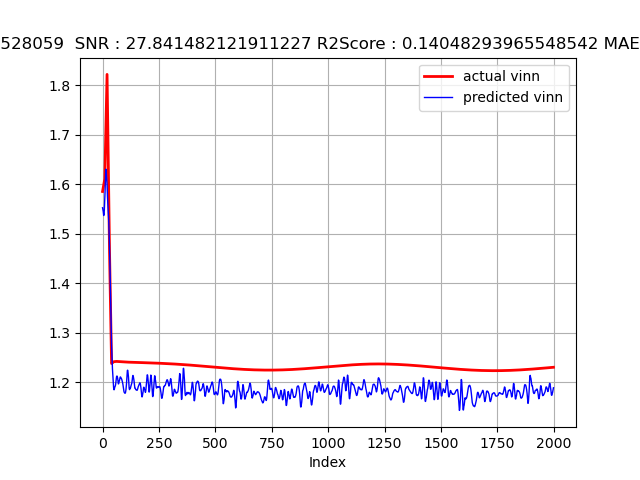 528059 SNR : 27.841482121911227 R2Score : 0.14048293965548542 MAE
actual vinn
predicted vinn
1.8
1.7
1.6
1.5
1.4
1.3
1.2
0 250 500 750 1000 1250 1500 1750 2000
Index